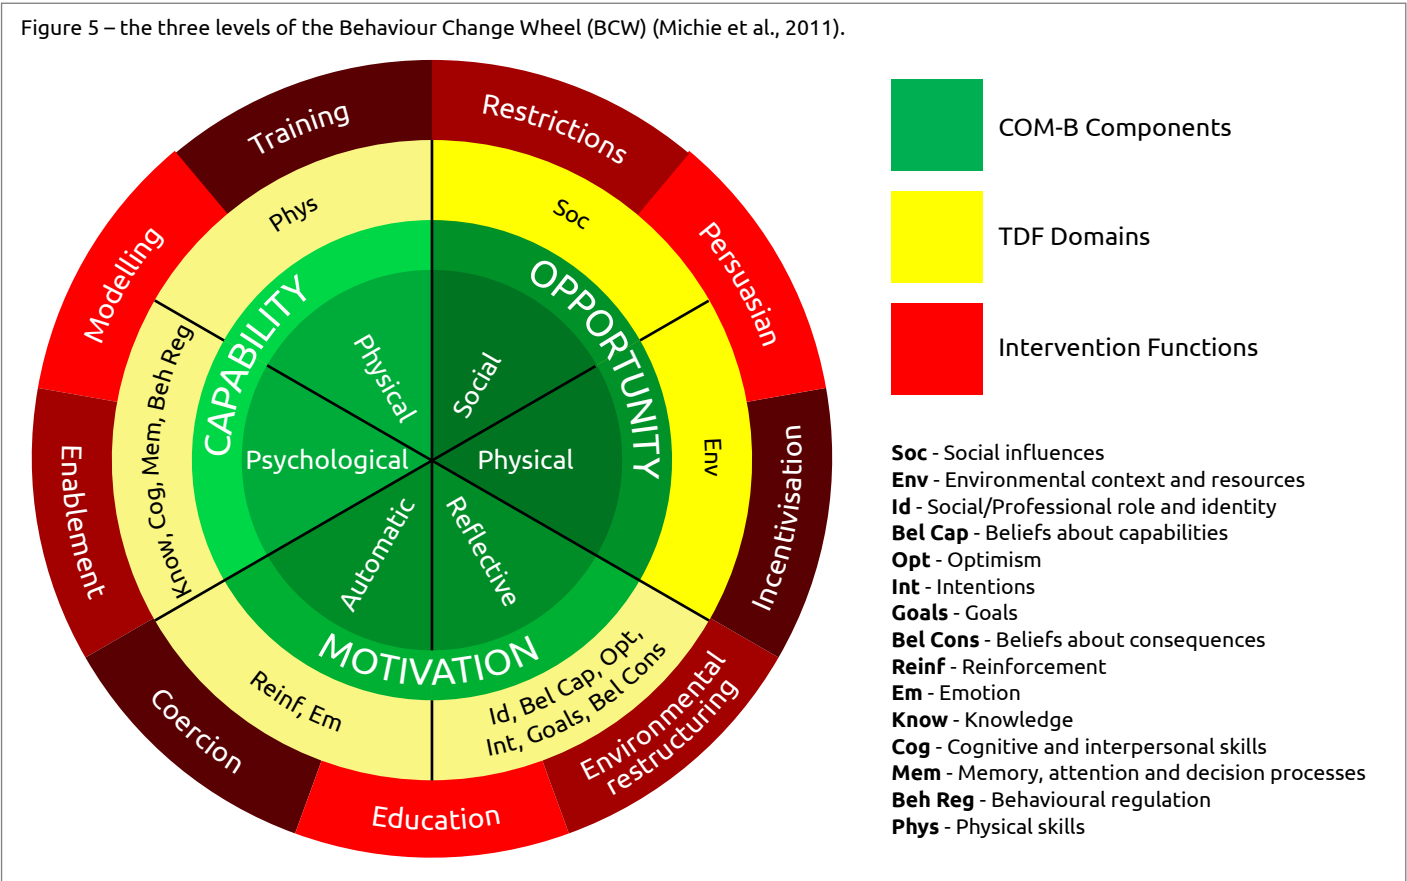 Figure 5 – the three levels of the Behaviour Change Wheel (BCW) (Michie et al., 2011).
Training
Restrictions
Modelling
Persuasian
Enablement
Incentivisation
Coercion
Environmental
restructuring
Education
Phys
Soc
Know, Cog, Mem, Beh Reg
Env
Reinf, Em
Id, Bel Cap, Opt,
Int, Goals, Bel Cons
CAPABILITY
OPPORTUNITY
MOTIVATION
Physical
Social
Psychological
Physical
Automatic
Reflective
COM-B Components
TDF Domains
Intervention Functions
Soc - Social influences
Env - Environmental context and resources
Id - Social/Professional role and identity
Bel Cap - Beliefs about capabilities
Opt - Optimism
Int - Intentions
Goals - Goals
Bel Cons - Beliefs about consequences
Reinf - Reinforcement
Em - Emotion
Know - Knowledge
Cog - Cognitive and interpersonal skills
Mem - Memory, attention and decision processes
Beh Reg - Behavioural regulation
Phys - Physical skills